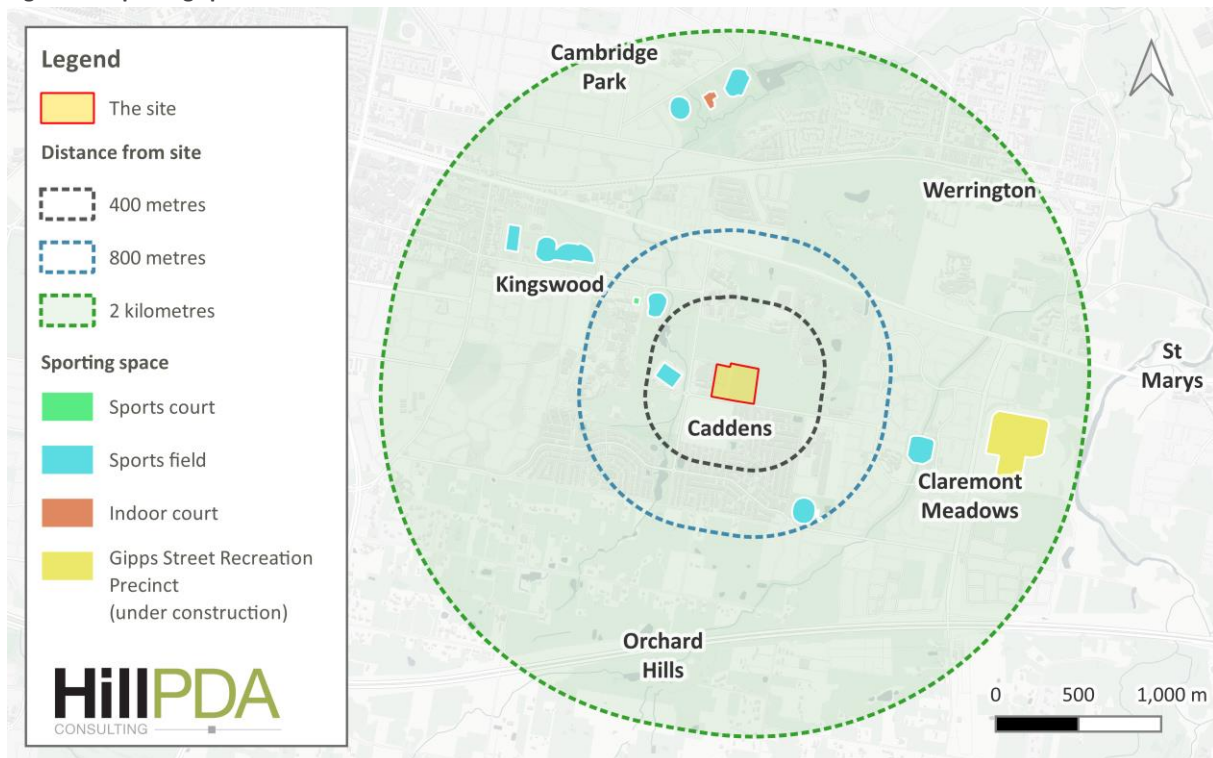 Legend
The site
Distance from site
400 metres
800 metres
2 kilometres
Sporting space
Sports court
Sports field
Indoor court
Gipps Street Recreation
Precinct
(under construction)
HillPDA
CONSULTING
Cambridge
Park
Werrington
Kingswood
St
Marys
Caddens
Claremont
Meadows
Orchard
Hills
0 500 1,000 m